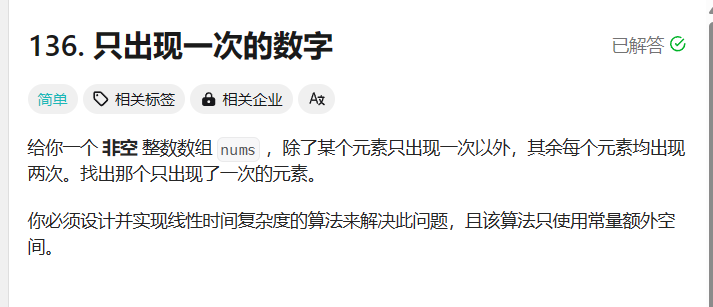 136. 只出现一次的数字
已解答
简单
相关标签
相关企业
Az
给你一个 非空 整数数组 nums ，除了某个元素只出现一次以外，其余每个元素均出现
两次。找出那个只出现了一次的元素。
你必须设计并实现线性时间复杂度的算法来解决此问题，且该算法只使用常量额外空
间。